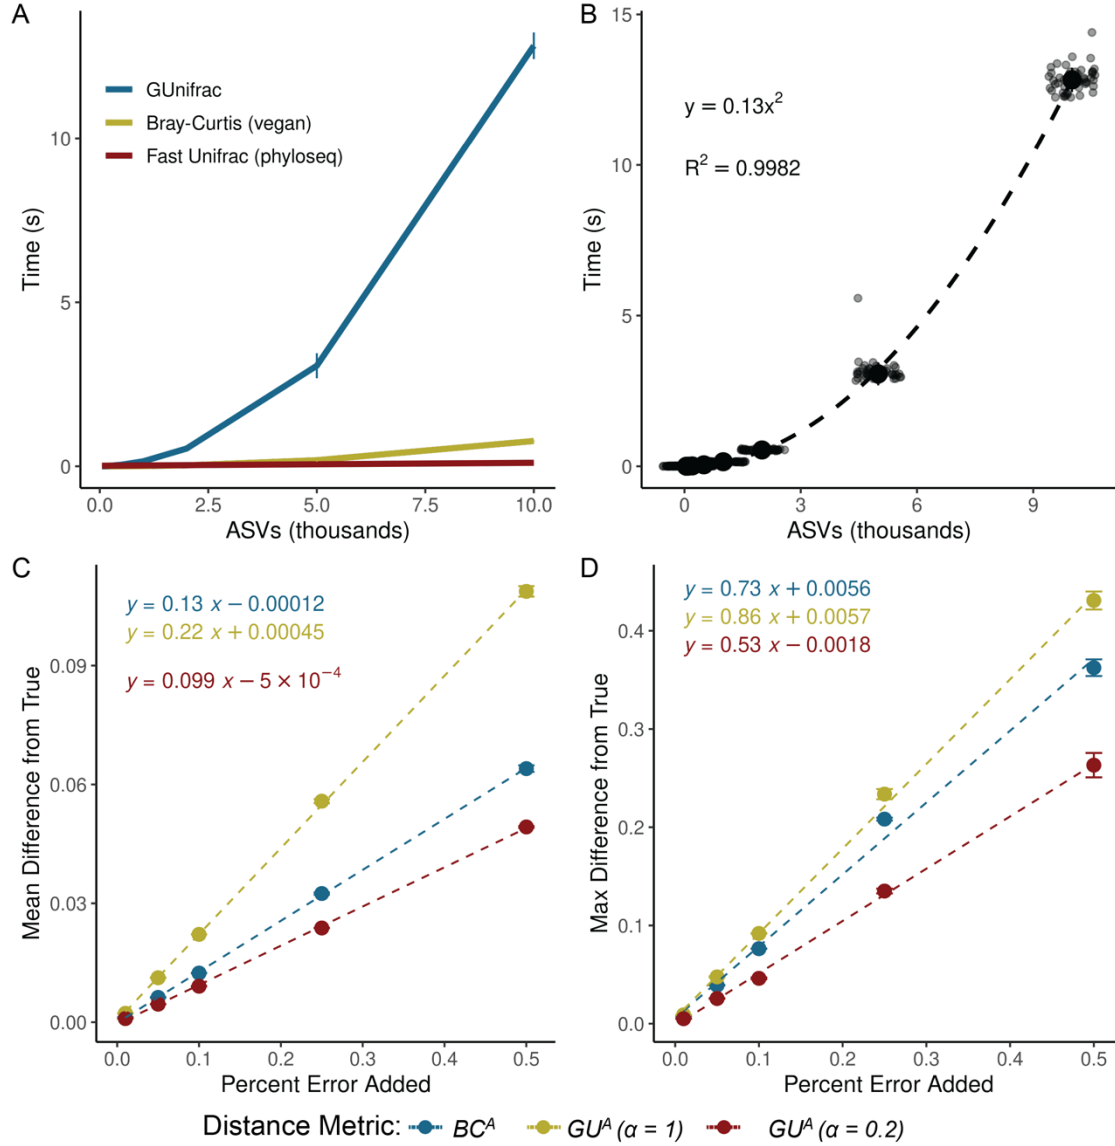 A
GUnifrac
Bray-Curtis (vegan)
Fast Unifrac (phyloseq)
Time (s)
10
5
0
0.0 2.5 5.0 7.5 10.0
ASVs (thousands)
B
y = 0.13x²
R² = 0.9982
Time (s)
15
10
5
0
0 3 6 9
ASVs (thousands)
C
y = 0.13 x − 0.00012
y = 0.22 x + 0.00045
y = 0.099 x − 5 × 10⁻⁴
Mean Difference from True
0.09
0.06
0.03
0.00
0.0 0.1 0.2 0.3 0.4 0.5
Percent Error Added
D
y = 0.73 x + 0.0056
y = 0.86 x + 0.0057
y = 0.53 x − 0.0018
Max Difference from True
0.4
0.3
0.2
0.1
0.0
0.0 0.1 0.2 0.3 0.4 0.5
Percent Error Added
Distance Metric: BCᴬ GUᴬ (α = 1) GUᴬ (α = 0.2)